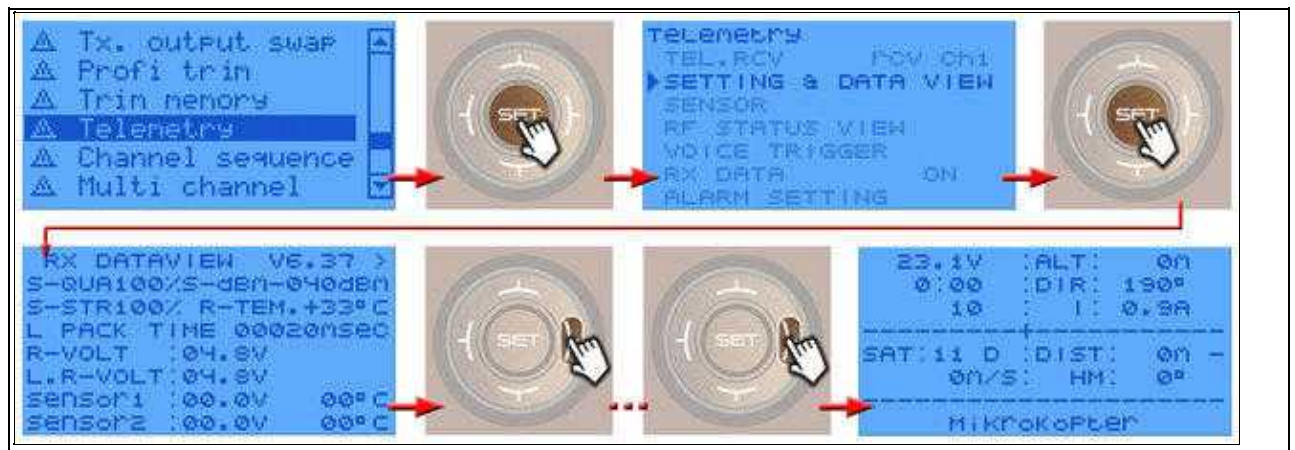 Tx. output swap
Profi trim
Trim memory
Telemetry
Channel sequence
Multi channel
SET
Telemetry
TEL.RCV rcv Ch1
SETTING & DATA VIEW
SENSOR
RF STATUS VIEW
VOICE TRIGGER
RX DATA ON
ALARM SETTING
SET
RX DATAVIEW V6.37 >
S-QUA100%S-dBm-040dBm
S-STR100% R-TEM.+33°C
L PACK TIME 00020msec
R-VOLT :04.8V
L.R-VOLT:04.8V
Sensor1 :00.0V 00°C
Sensor2 :00.0V 00°C
SET
SET
23.1V :ALT: 0m
0:00 :DIR: 190°
10 : I: 0.9A
SAT:11 D :DIST: 0m -
0m/S: HM: 0°
MikroKopter